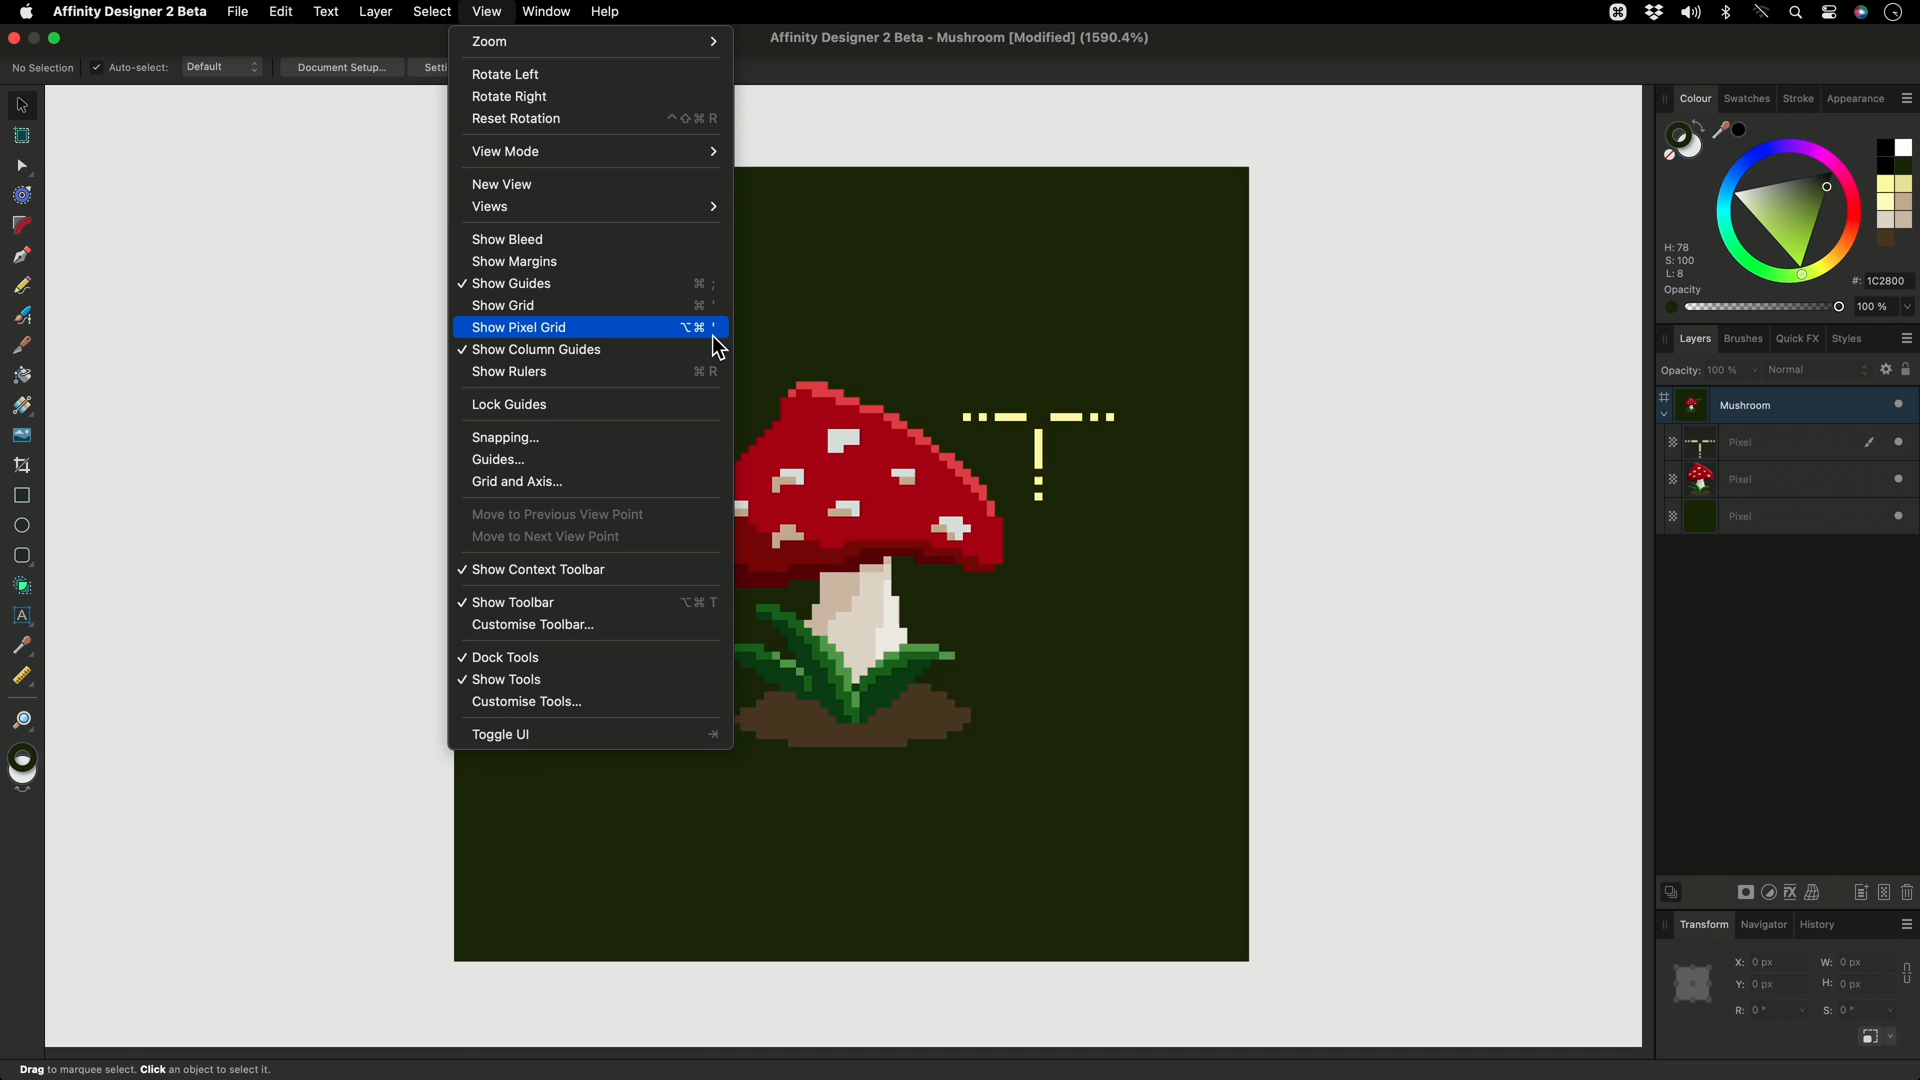 Affinity Designer 2 Beta File Edit Text Layer Select View Window Help
Affinity Designer 2 Beta - Mushroom [Modified] (1590.4%)
No Selection Auto-select: Default Document Setup... Setti
Zoom
Rotate Left
Rotate Right
Reset Rotation ^⇧⌘ R
View Mode
New View
Views
Show Bleed
Show Margins
✓ Show Guides ⌘ ;
Show Grid ⌘ '
Show Pixel Grid ⌥⌘ '
✓ Show Column Guides
Show Rulers ⌘ R
Lock Guides
Snapping...
Guides...
Grid and Axis...
Move to Previous View Point
Move to Next View Point
✓ Show Context Toolbar
✓ Show Toolbar ⌥⌘ T
Customise Toolbar...
✓ Dock Tools
✓ Show Tools
Customise Tools...
Toggle UI
Colour Swatches Stroke Appearance
H: 78
S: 100
L: 8
#: 1C2800
Opacity
100 %
Layers Brushes Quick FX Styles
Opacity: 100 % Normal
Mushroom
Pixel
Pixel
Pixel
Transform Navigator History
X: 0 px W: 0 px
Y: 0 px H: 0 px
R: 0 ° S: 0 °
Drag to marquee select. Click an object to select it.